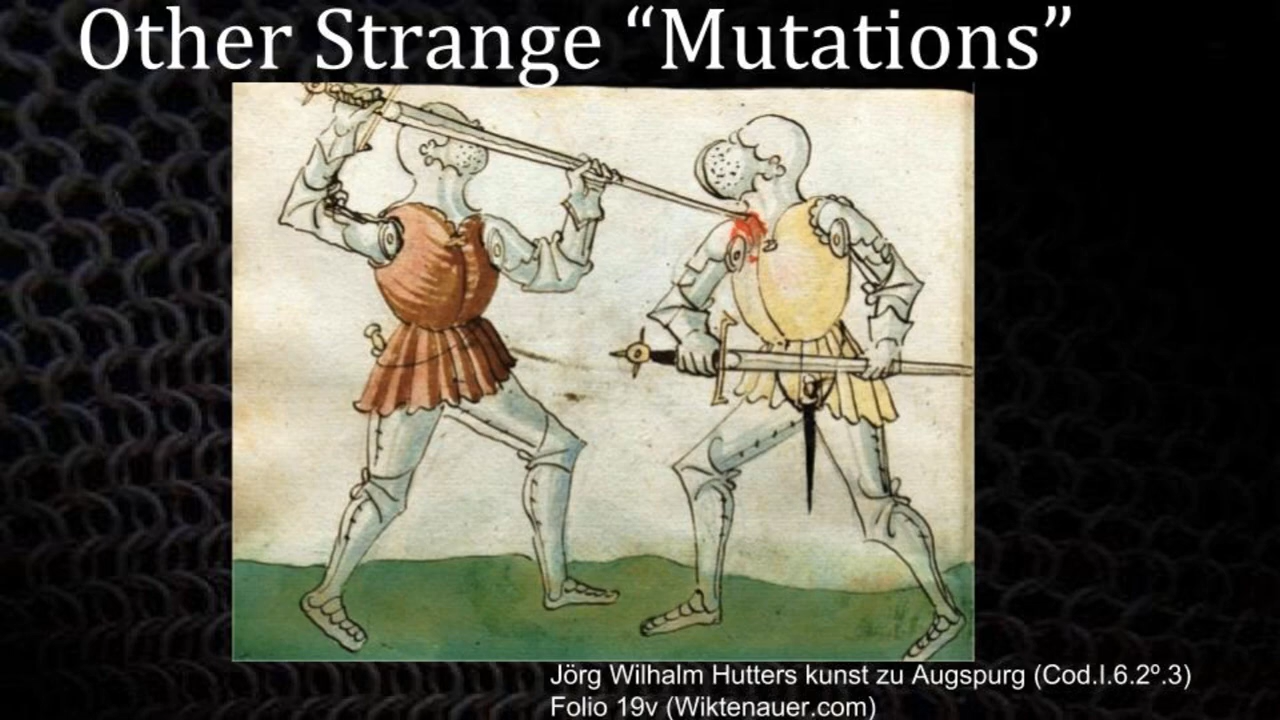 Other Strange “Mutations”
Jörg Wilhalm Hutters kunst zu Augspurg (Cod.I.6.2º.3)
Folio 19v (Wiktenauer.com)